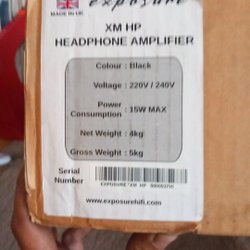 exposure
MADE IN UK
XM HP
HEADPHONE AMPLIFIER
Colour : Black
Voltage : 220V / 240V
Power Consumption : 15W MAX
Net Weight : 4kg
Gross Weight : 5kg
Serial Number
EXPOSURE XM HP
www.exposurehifi.com